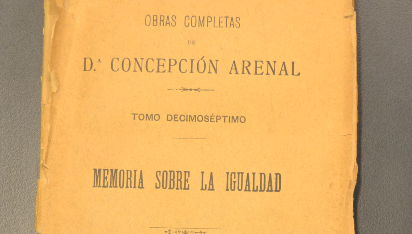 OBRAS COMPLETAS
DE
D.ª CONCEPCIÓN ARENAL
TOMO DECIMOSÉPTIMO
MEMORIA SOBRE LA IGUALDAD